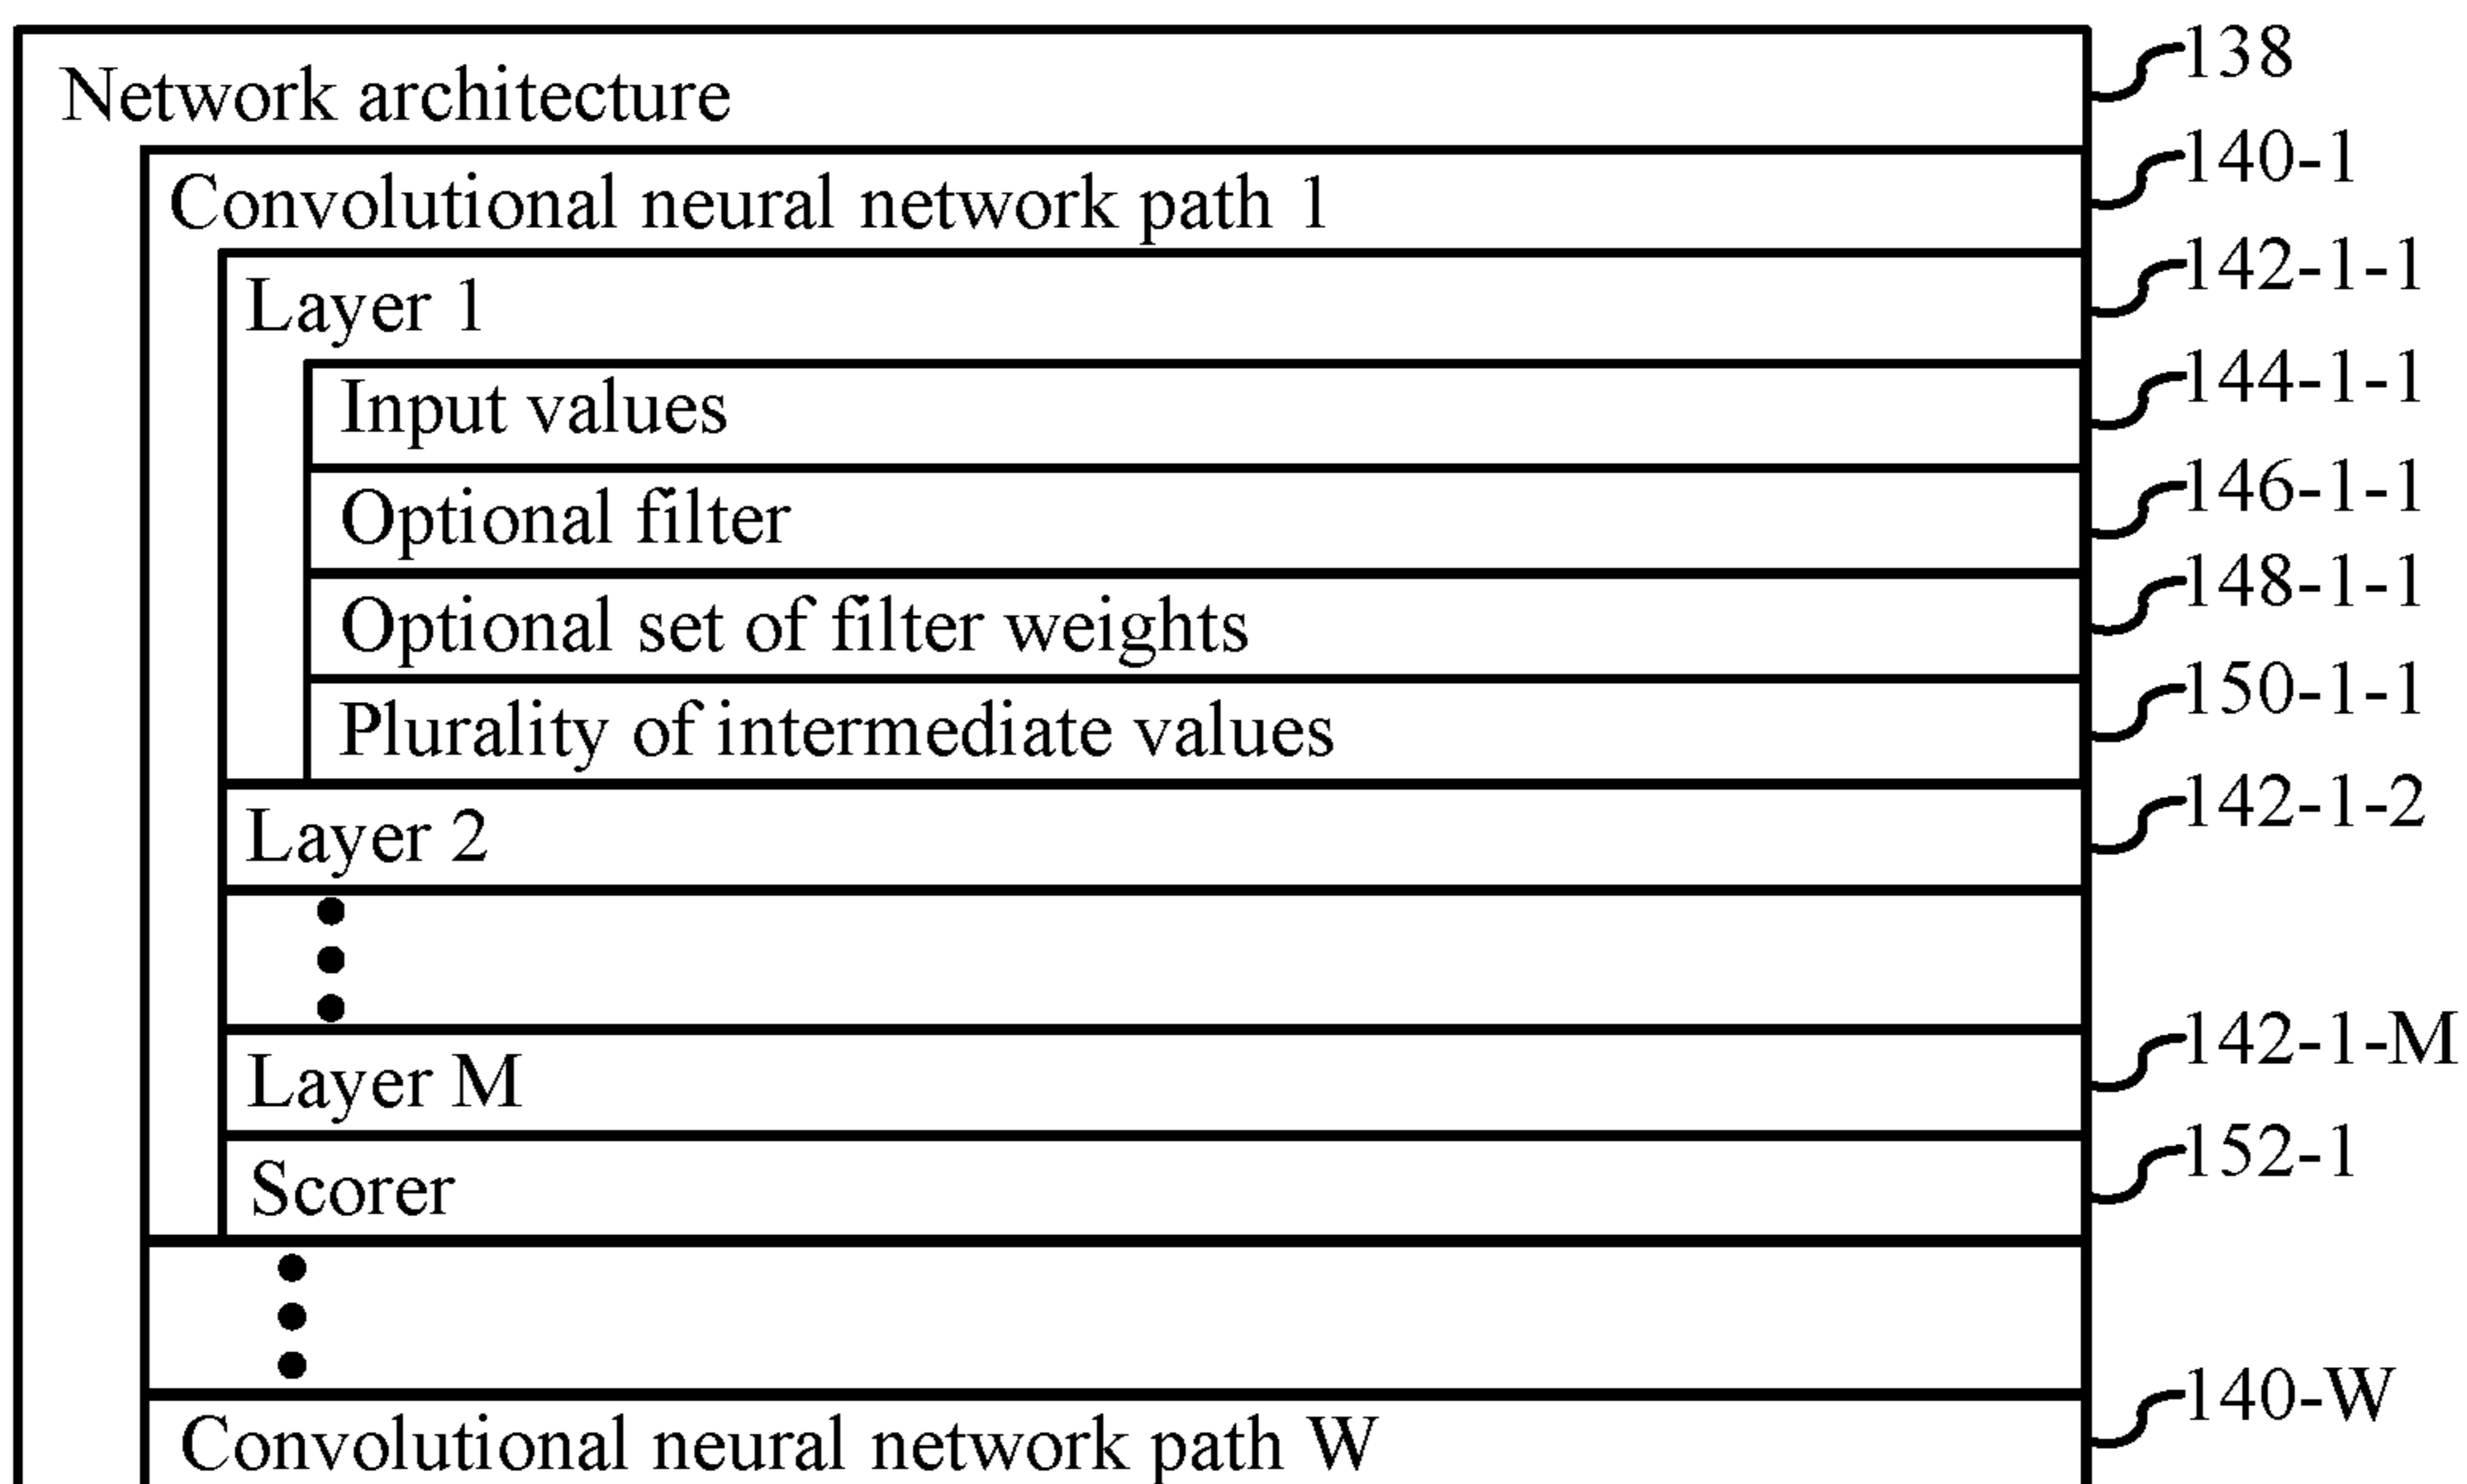 Network architecture 138
Convolutional neural network path 1 140-1
Layer 1 142-1-1
Input values 144-1-1
Optional filter 146-1-1
Optional set of filter weights 148-1-1
Plurality of intermediate values 150-1-1
Layer 2 142-1-2
Layer M 142-1-M
Scorer 152-1
Convolutional neural network path W 140-W